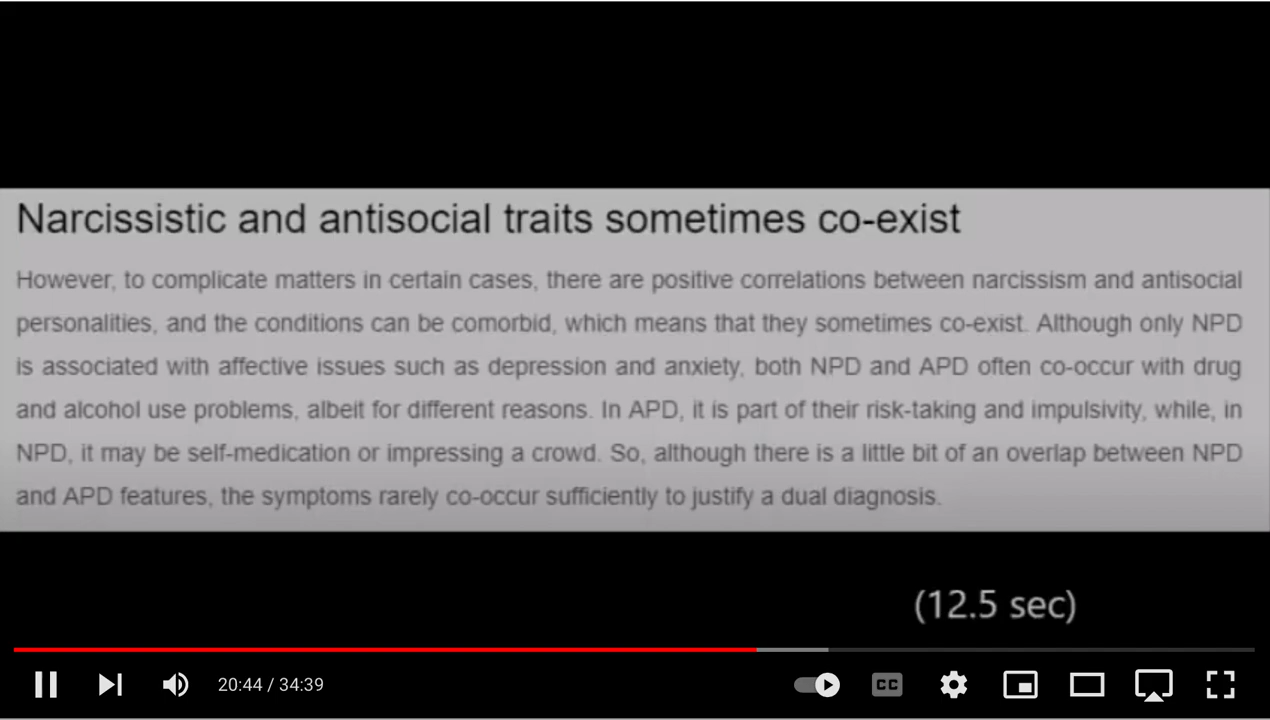 Narcissistic and antisocial traits sometimes co-exist
However, to complicate matters in certain cases, there are positive correlations between narcissism and antisocial
personalities, and the conditions can be comorbid, which means that they sometimes co-exist. Although only NPD
is associated with affective issues such as depression and anxiety, both NPD and APD often co-occur with drug
and alcohol use problems, albeit for different reasons. In APD, it is part of their risk-taking and impulsivity, while, in
NPD, it may be self-medication or impressing a crowd. So, although there is a little bit of an overlap between NPD
and APD features, the symptoms rarely co-occur sufficiently to justify a dual diagnosis.
(12.5 sec)
20:44 / 34:39 CC